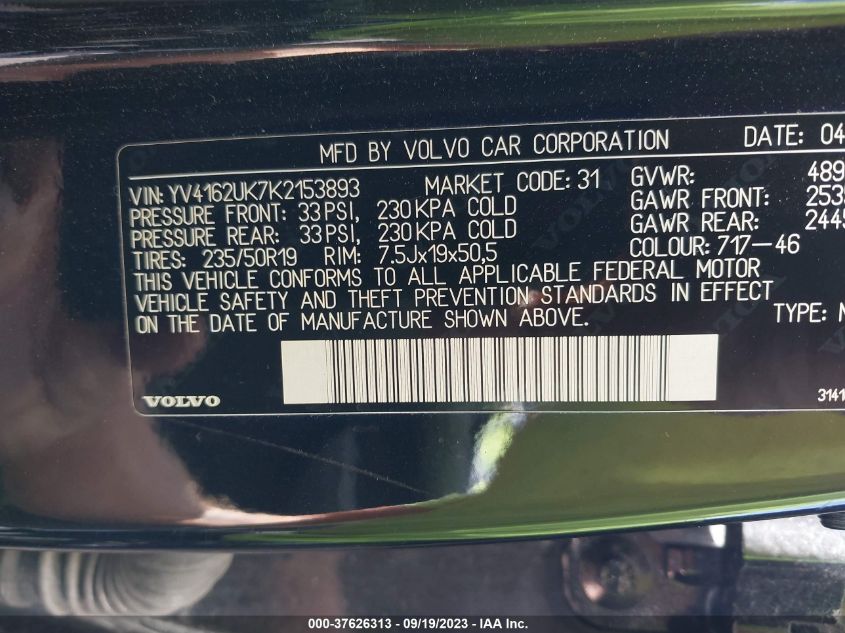 MFD BY VOLVO CAR CORPORATION DATE: 04
VIN: YV4162UK7K2153893 MARKET CODE: 31 GVWR: 489
PRESSURE FRONT: 33 PSI, 230 KPA COLD GAWR FRONT: 2535
PRESSURE REAR: 33 PSI, 230 KPA COLD GAWR REAR: 2445
TIRES: 235/50R19 RIM: 7.5Jx19x50,5 COLOUR: 717-46
THIS VEHICLE CONFORMS TO ALL APPLICABLE FEDERAL MOTOR
VEHICLE SAFETY AND THEFT PREVENTION STANDARDS IN EFFECT
ON THE DATE OF MANUFACTURE SHOWN ABOVE. TYPE: M
VOLVO 3141
000-37626313 - 09/19/2023 - IAA Inc.